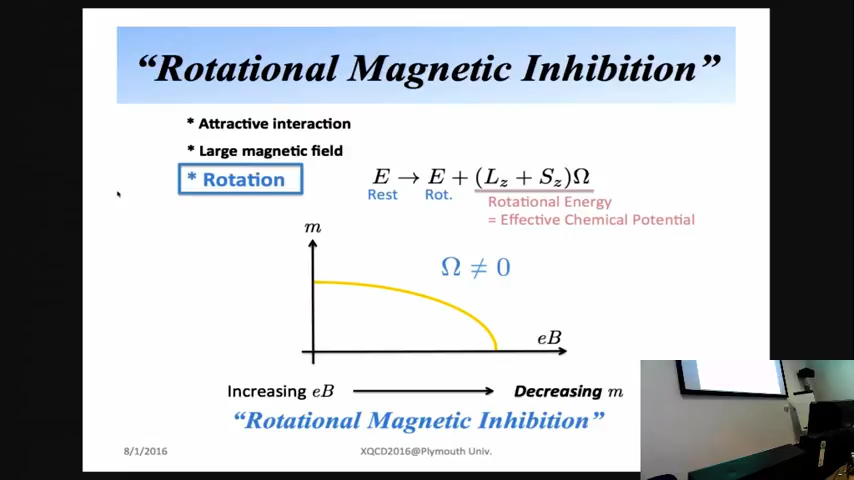 “Rotational Magnetic Inhibition”
* Attractive interaction
* Large magnetic field
* Rotation
E → E + (L_z + S_z)Ω
Rest Rot.
Rotational Energy
= Effective Chemical Potential
m
Ω ≠ 0
eB
Increasing eB Decreasing m
“Rotational Magnetic Inhibition”
8/1/2016 XQCD2016@Plymouth Univ.